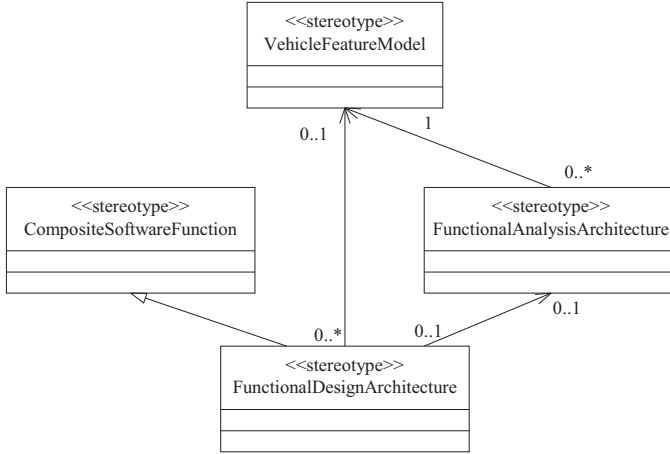 <<stereotype>>
VehicleFeatureModel
0..1
1
0..*
<<stereotype>>
CompositeSoftwareFunction
<<stereotype>>
FunctionalAnalysisArchitecture
0..1
0..*
0..1
<<stereotype>>
FunctionalDesignArchitecture